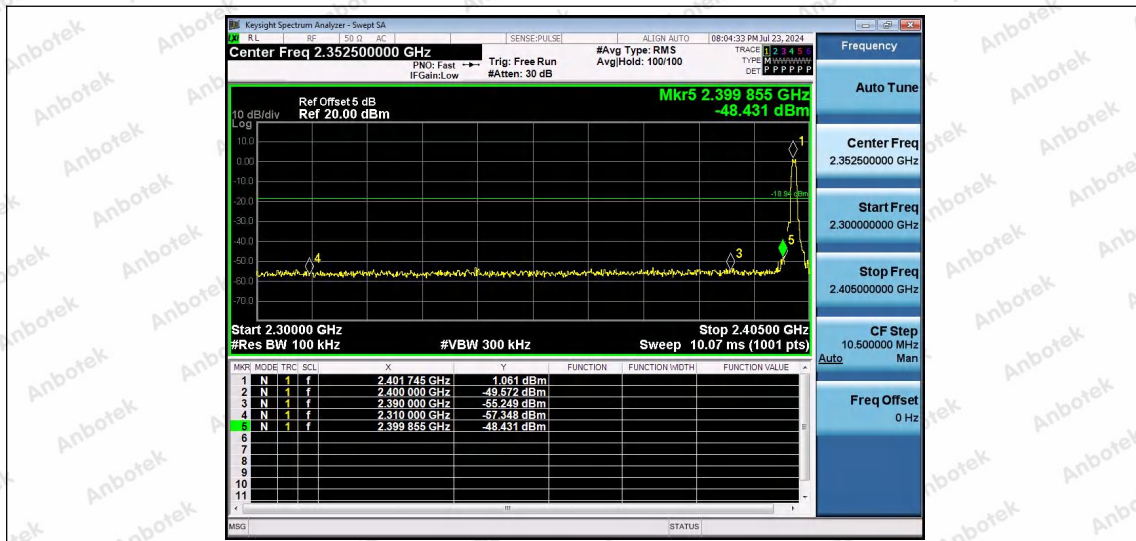 Keysight Spectrum Analyzer - Swept SA
RL RF 50 Ω AC SENSE:PULSE ALIGN AUTO 08:04:33 PM Jul 23, 2024
Center Freq 2.352500000 GHz
PNO: Fast
IFGain:Low
Trig: Free Run
#Atten: 30 dB
#Avg Type: RMS
Avg|Hold: 100/100
TRACE 1 2 3 4 5 6
TYPE M W W W W W
DET P P P P P P
Mkr5 2.399 855 GHz
-48.431 dBm
Ref Offset 5 dB
10 dB/div Ref 20.00 dBm
Log
10.0
0.00
-10.0
-20.0
-30.0
-40.0
-50.0
-60.0
-70.0
-18.94 dBm
1
5
3
4
Start 2.30000 GHz Stop 2.40500 GHz
#Res BW 100 kHz #VBW 300 kHz Sweep 10.07 ms (1001 pts)
MKR MODE TRC SCL X Y FUNCTION FUNCTION WIDTH FUNCTION VALUE
1 N 1 f 2.401 745 GHz 1.061 dBm
2 N 1 f 2.400 000 GHz -49.572 dBm
3 N 1 f 2.390 000 GHz -55.249 dBm
4 N 1 f 2.310 000 GHz -57.348 dBm
5 N 1 f 2.399 855 GHz -48.431 dBm
6
7
8
9
10
11
MSG STATUS
Frequency
Auto Tune
Center Freq
2.352500000 GHz
Start Freq
2.300000000 GHz
Stop Freq
2.405000000 GHz
CF Step
10.500000 MHz
Auto Man
Freq Offset
0 Hz
Anbotek